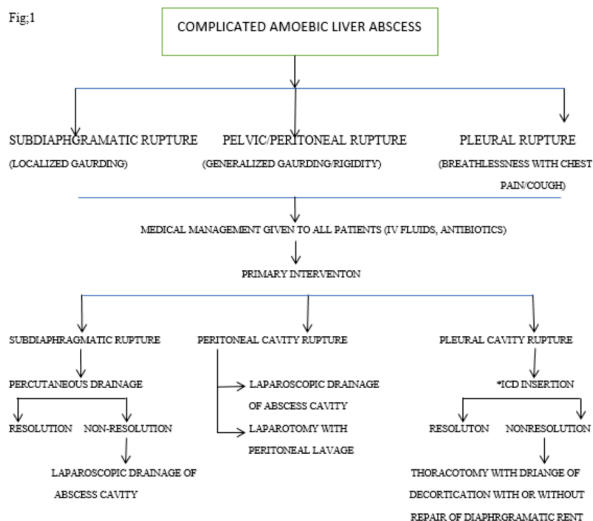 Fig;1
COMPLICATED AMOEBIC LIVER ABSCESS
SUBDIAPHGRAMATIC RUPTURE PELVIC/PERITONEAL RUPTURE PLEURAL RUPTURE
(LOCALIZED GAURDING) (GENERALIZED GAURDING/RIGIDITY) (BREATHLESSNESS WITH CHEST
PAIN/COUGH)
MEDICAL MANAGEMENT GIVEN TO ALL PATIENTS (IV FLUIDS, ANTIBIOTICS)
PRIMARY INTERVENTON
SUBDIAPHRAGMATIC RUPTURE PERITONEAL CAVITY RUPTURE PLEURAL CAVITY RUPTURE
PERCUTANEOUS DRAINAGE LAPAROSCOPIC DRAINAGE *ICD INSERTION
OF ABSCESS CAVITY
RESOLUTION NON-RESOLUTION LAPAROTOMY WITH RESOLUTON NONRESOLUTION
PERITONEAL LAVAGE
LAPAROSCOPIC DRAINAGE OF THORACOTOMY WITH DRIANGE OF
ABSCESS CAVITY DECORTICATION WITH OR WITHOUT
REPAIR OF DIAPHRGRAMATIC RENT